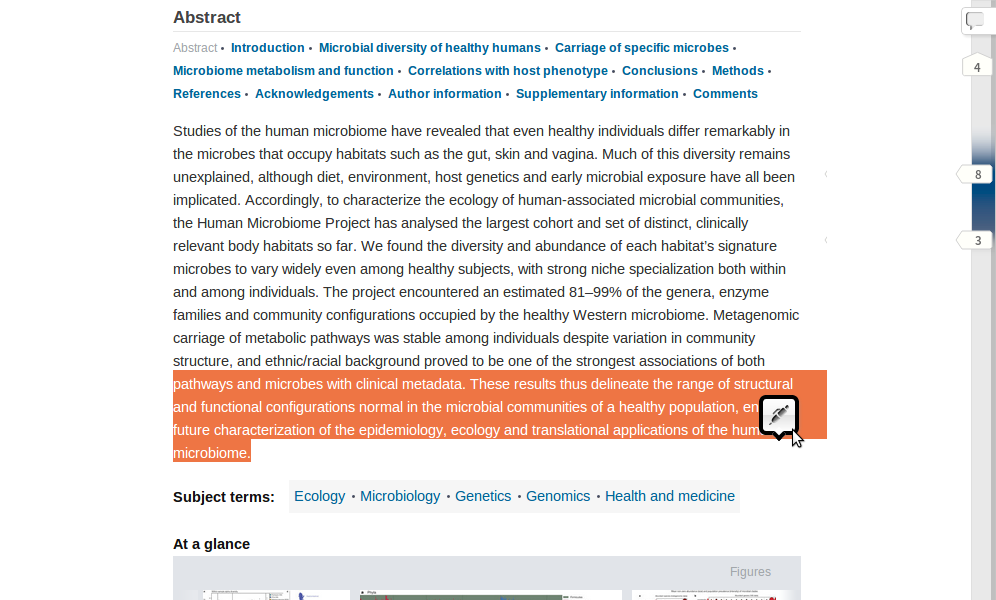 Abstract
Abstract • Introduction • Microbial diversity of healthy humans • Carriage of specific microbes •
Microbiome metabolism and function • Correlations with host phenotype • Conclusions • Methods •
References • Acknowledgements • Author information • Supplementary information • Comments
Studies of the human microbiome have revealed that even healthy individuals differ remarkably in
the microbes that occupy habitats such as the gut, skin and vagina. Much of this diversity remains
unexplained, although diet, environment, host genetics and early microbial exposure have all been
implicated. Accordingly, to characterize the ecology of human-associated microbial communities,
the Human Microbiome Project has analysed the largest cohort and set of distinct, clinically
relevant body habitats so far. We found the diversity and abundance of each habitat’s signature
microbes to vary widely even among healthy subjects, with strong niche specialization both within
and among individuals. The project encountered an estimated 81–99% of the genera, enzyme
families and community configurations occupied by the healthy Western microbiome. Metagenomic
carriage of metabolic pathways was stable among individuals despite variation in community
structure, and ethnic/racial background proved to be one of the strongest associations of both
pathways and microbes with clinical metadata. These results thus delineate the range of structural
and functional configurations normal in the microbial communities of a healthy population, en
future characterization of the epidemiology, ecology and translational applications of the hum
microbiome.
Subject terms: Ecology • Microbiology • Genetics • Genomics • Health and medicine
At a glance
Figures
4
8
3